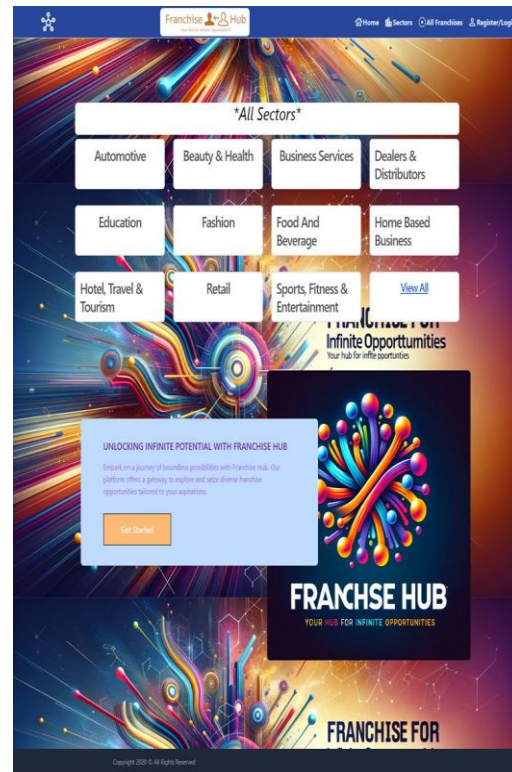 Franchise Hub
Home Sectors All Franchises Register/Logi
*All Sectors*
Automotive
Beauty & Health
Business Services
Dealers &
Distributors
Education
Fashion
Food And
Beverage
Home Based
Business
Hotel, Travel &
Tourism
Retail
Sports, Fitness &
Entertainment
View All
FRANCHISE FOR
Infinite Opporttumities
Your hub for inflte pportunties
UNLOCKING INFINITE POTENTIAL WITH FRANCHISE HUB
Embark on a journey of boundless possibilities with Franchise Hub. Our
platform offers a gateway to explore and seize diverse franchise
opportunities tailored to your aspirations.
Get Started
FRANCHSE HUB
YOUR HUB FOR INFINITE OPPORTUNITIES
FRANCHISE FOR
Copyright 2020 © All Rights Reserved